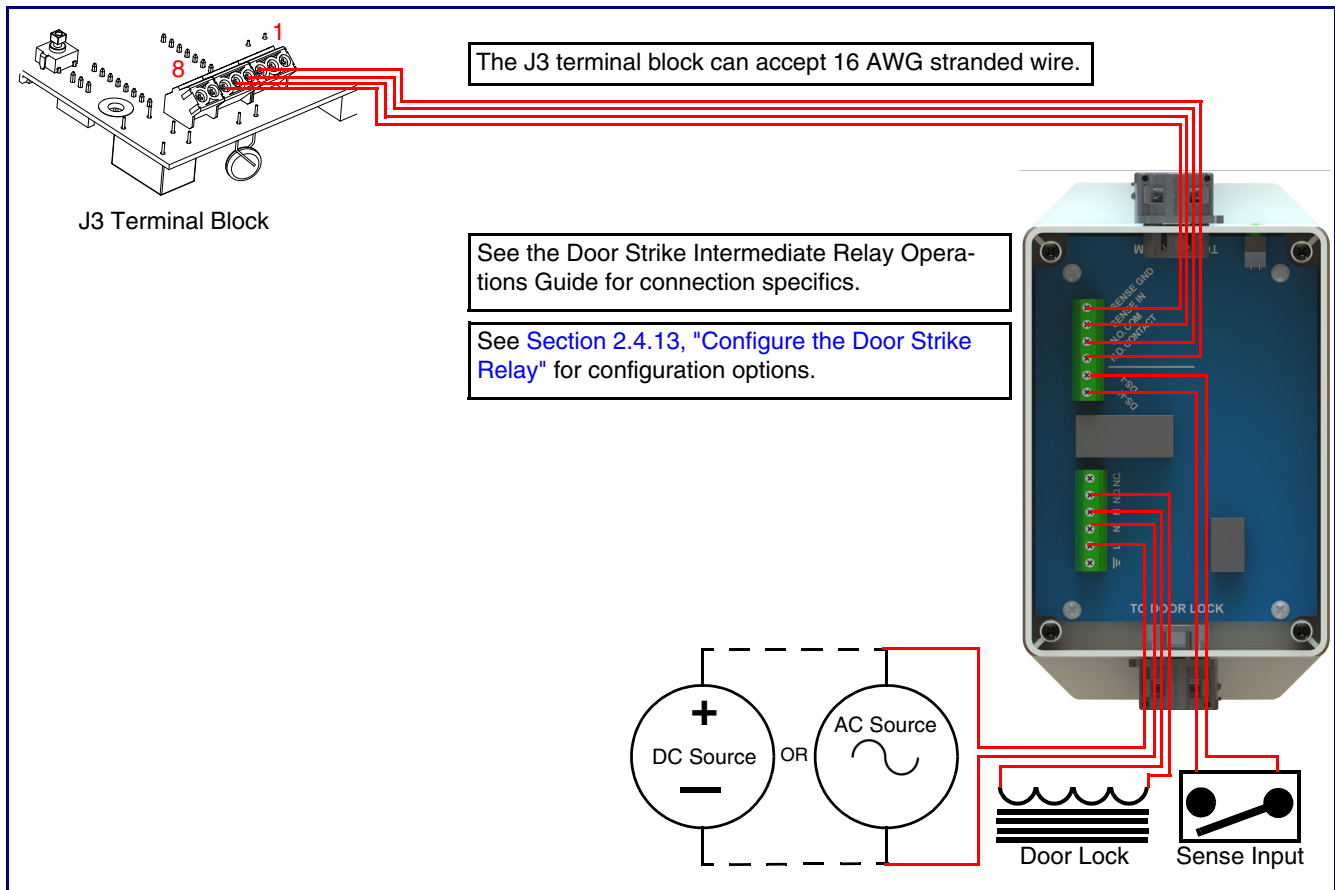 1
8
The J3 terminal block can accept 16 AWG stranded wire.
J3 Terminal Block
See the Door Strike Intermediate Relay Opera-
tions Guide for connection specifics.
See Section 2.4.13, "Configure the Door Strike
Relay" for configuration options.
SENSE GND
SENSE IN
N.O. COM
N.O. CONTACT
DS1
N.C.
N.O.
N
L
TO DOOR LOCK
+
DC Source
OR
AC Source
Door Lock
Sense Input